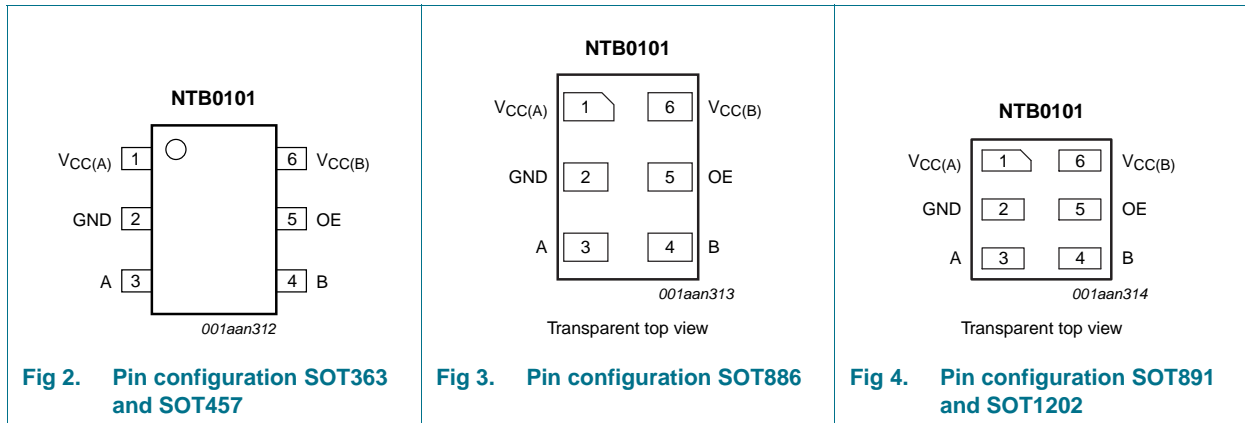 NTB0101
VCC(A) 1 6 VCC(B)
GND 2 5 OE
A 3 4 B
001aan312
Fig 2. Pin configuration SOT363
and SOT457
NTB0101
VCC(A) 1 6 VCC(B)
GND 2 5 OE
A 3 4 B
001aan313
Transparent top view
Fig 3. Pin configuration SOT886
NTB0101
VCC(A) 1 6 VCC(B)
GND 2 5 OE
A 3 4 B
001aan314
Transparent top view
Fig 4. Pin configuration SOT891
and SOT1202